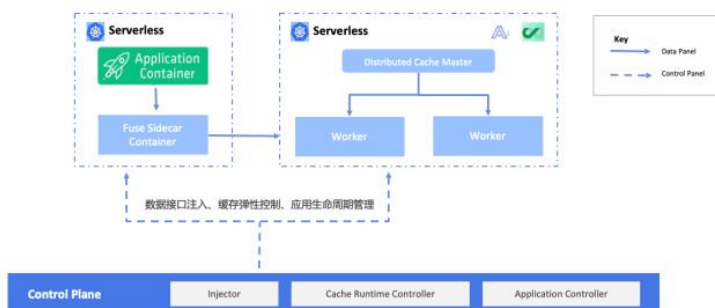 Serverless
Application
Container
Fuse Sidecar
Container
Serverless
Distributed Cache Master
Worker
Worker
Key
Data Panel
Control Panel
数据接口注入、缓存弹性控制、应用生命周期管理
Control Plane
Injector
Cache Runtime Controller
Application Controller